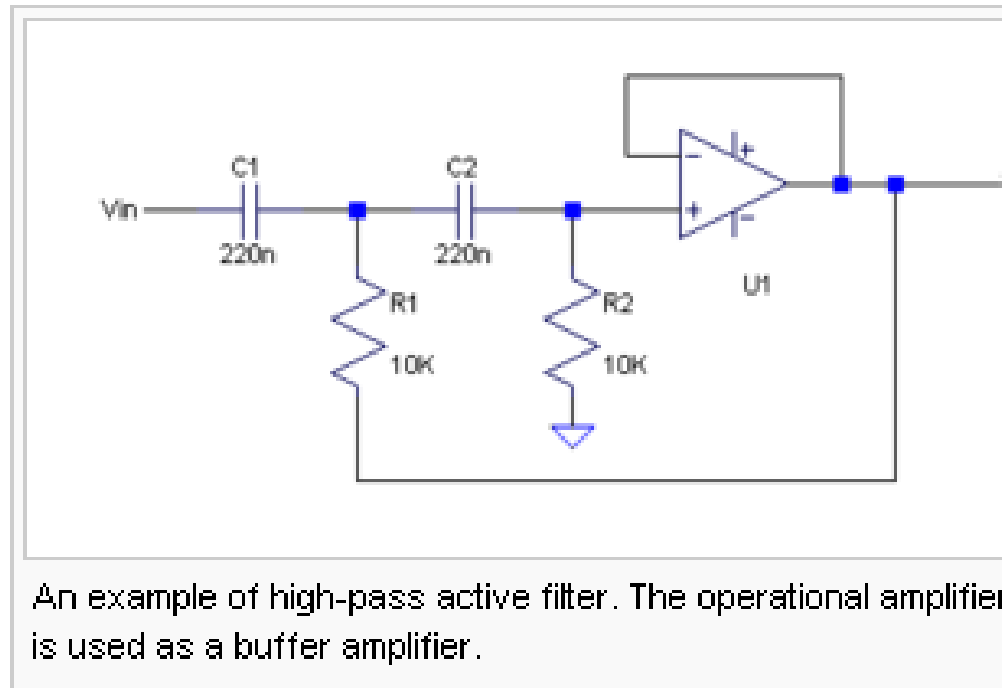 C1
C2
Vin
220n
220n
R1
10K
R2
10K
-
+
+
-
U1
An example of high-pass active filter. The operational amplifier
is used as a buffer amplifier.